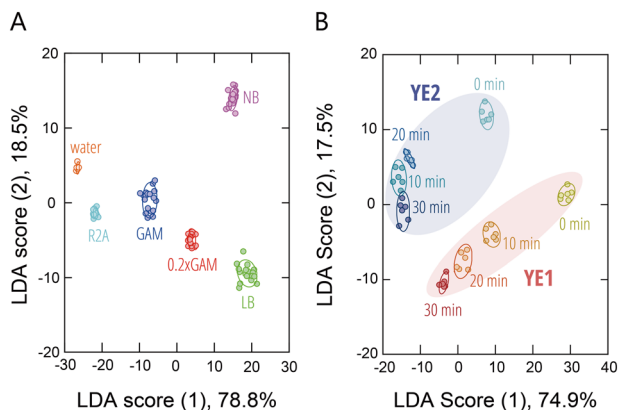 A
LDA score (2), 18.5%
20
10
0
-10
-20
-30
-20
-10
0
10
20
30
LDA score (1), 78.8%
water
R2A
GAM
0.2xGAM
NB
LB
B
LDA score (2), 17.5%
20
10
0
-10
-20
-20
-10
0
10
20
30
40
LDA Score (1), 74.9%
YE2
0 min
20 min
10 min
30 min
0 min
10 min
20 min
YE1
30 min